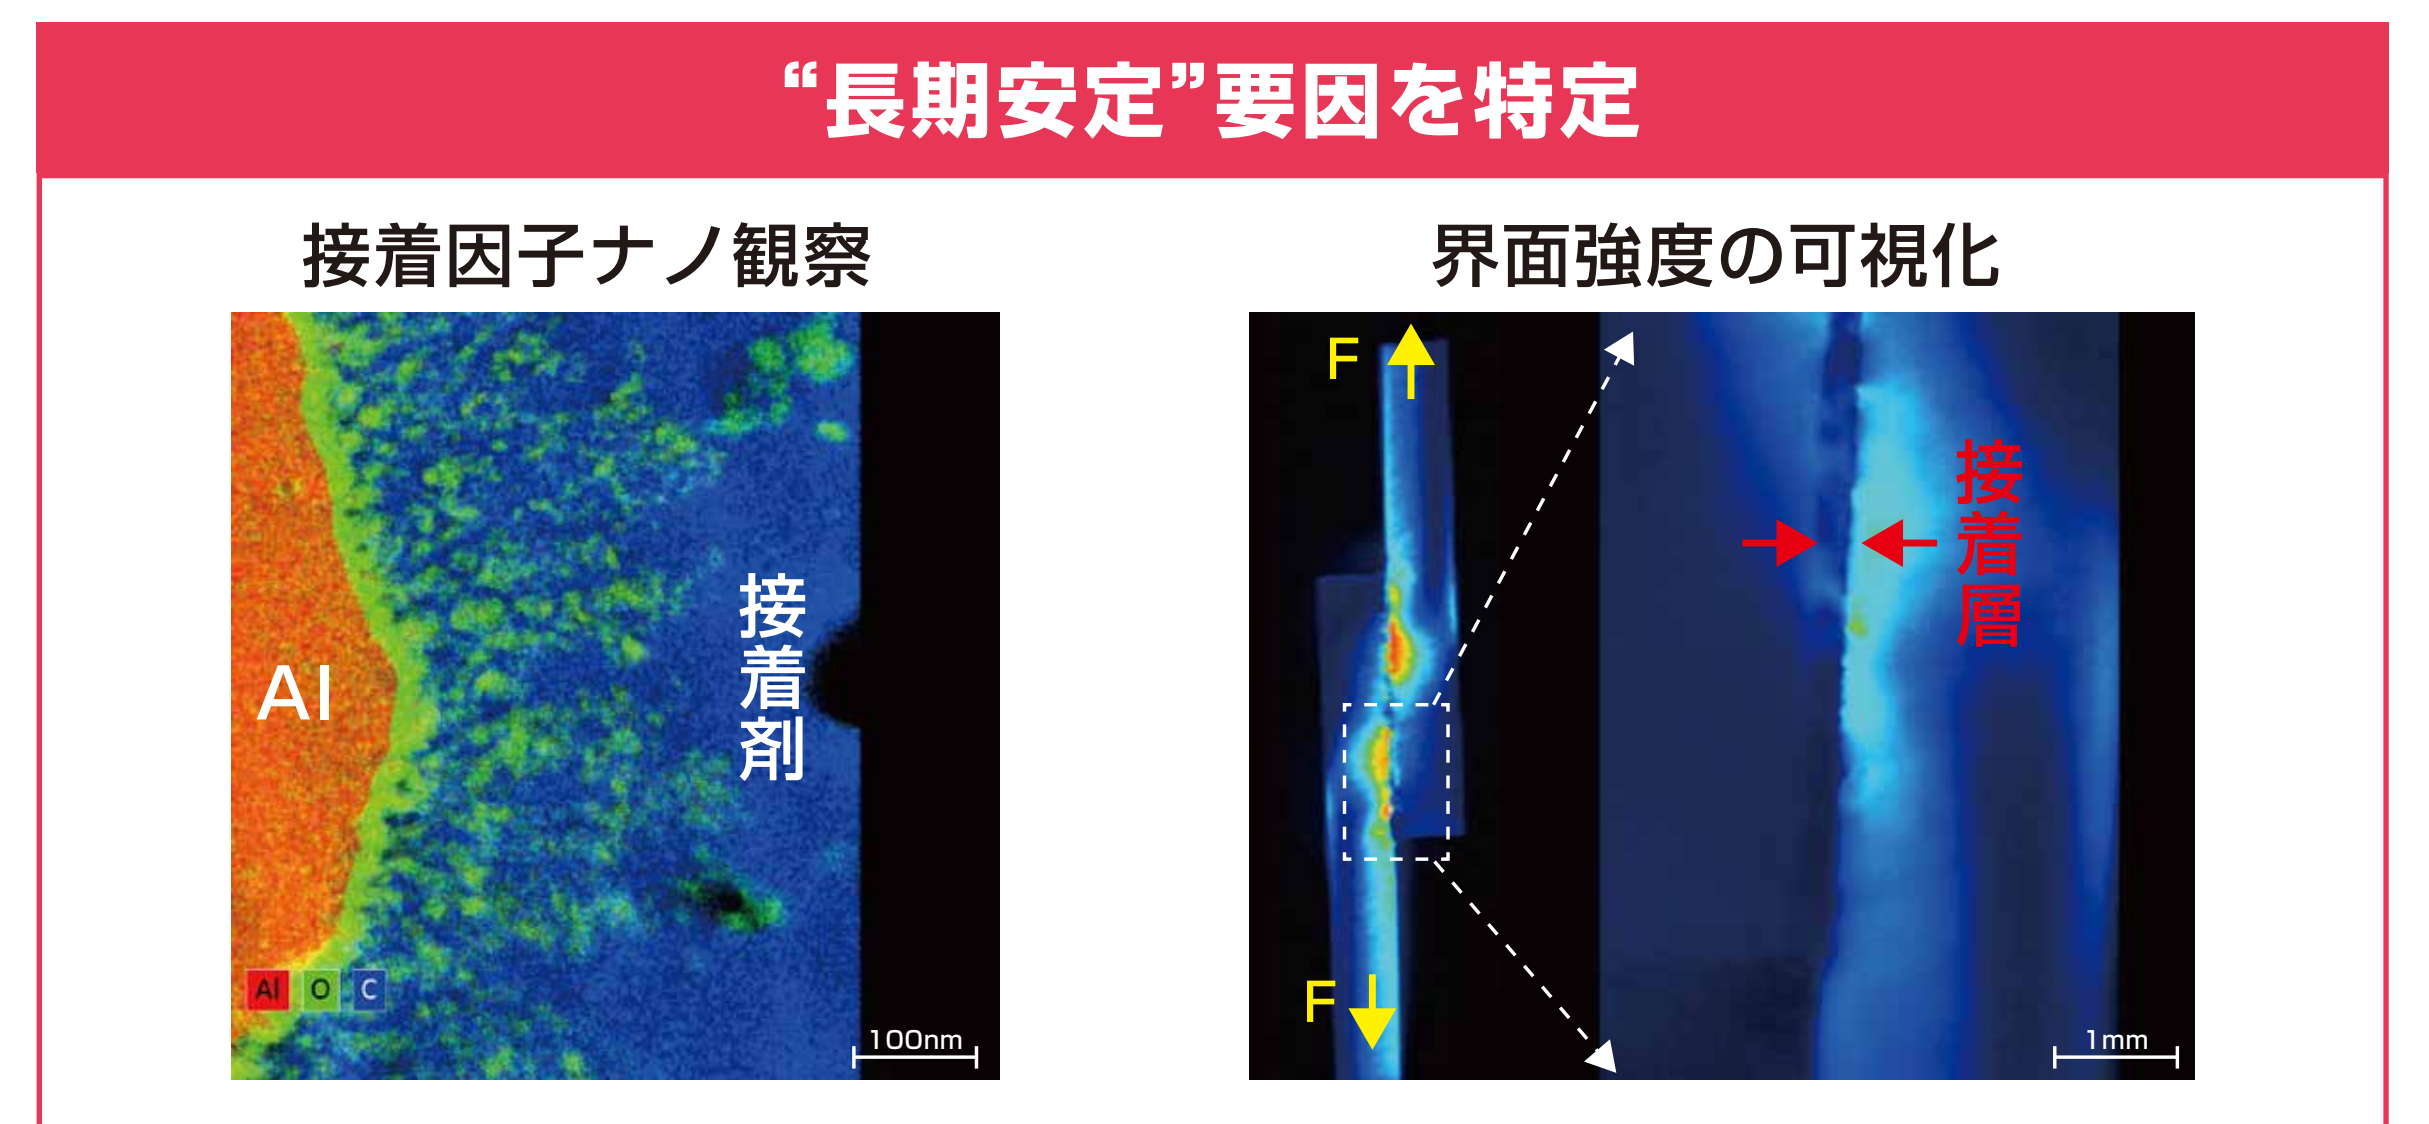 “長期安定”要因を特定
接着因子ナノ観察
Al
接着剤
Al O C
100nm
界面強度の可視化
F
接着層
F
1mm